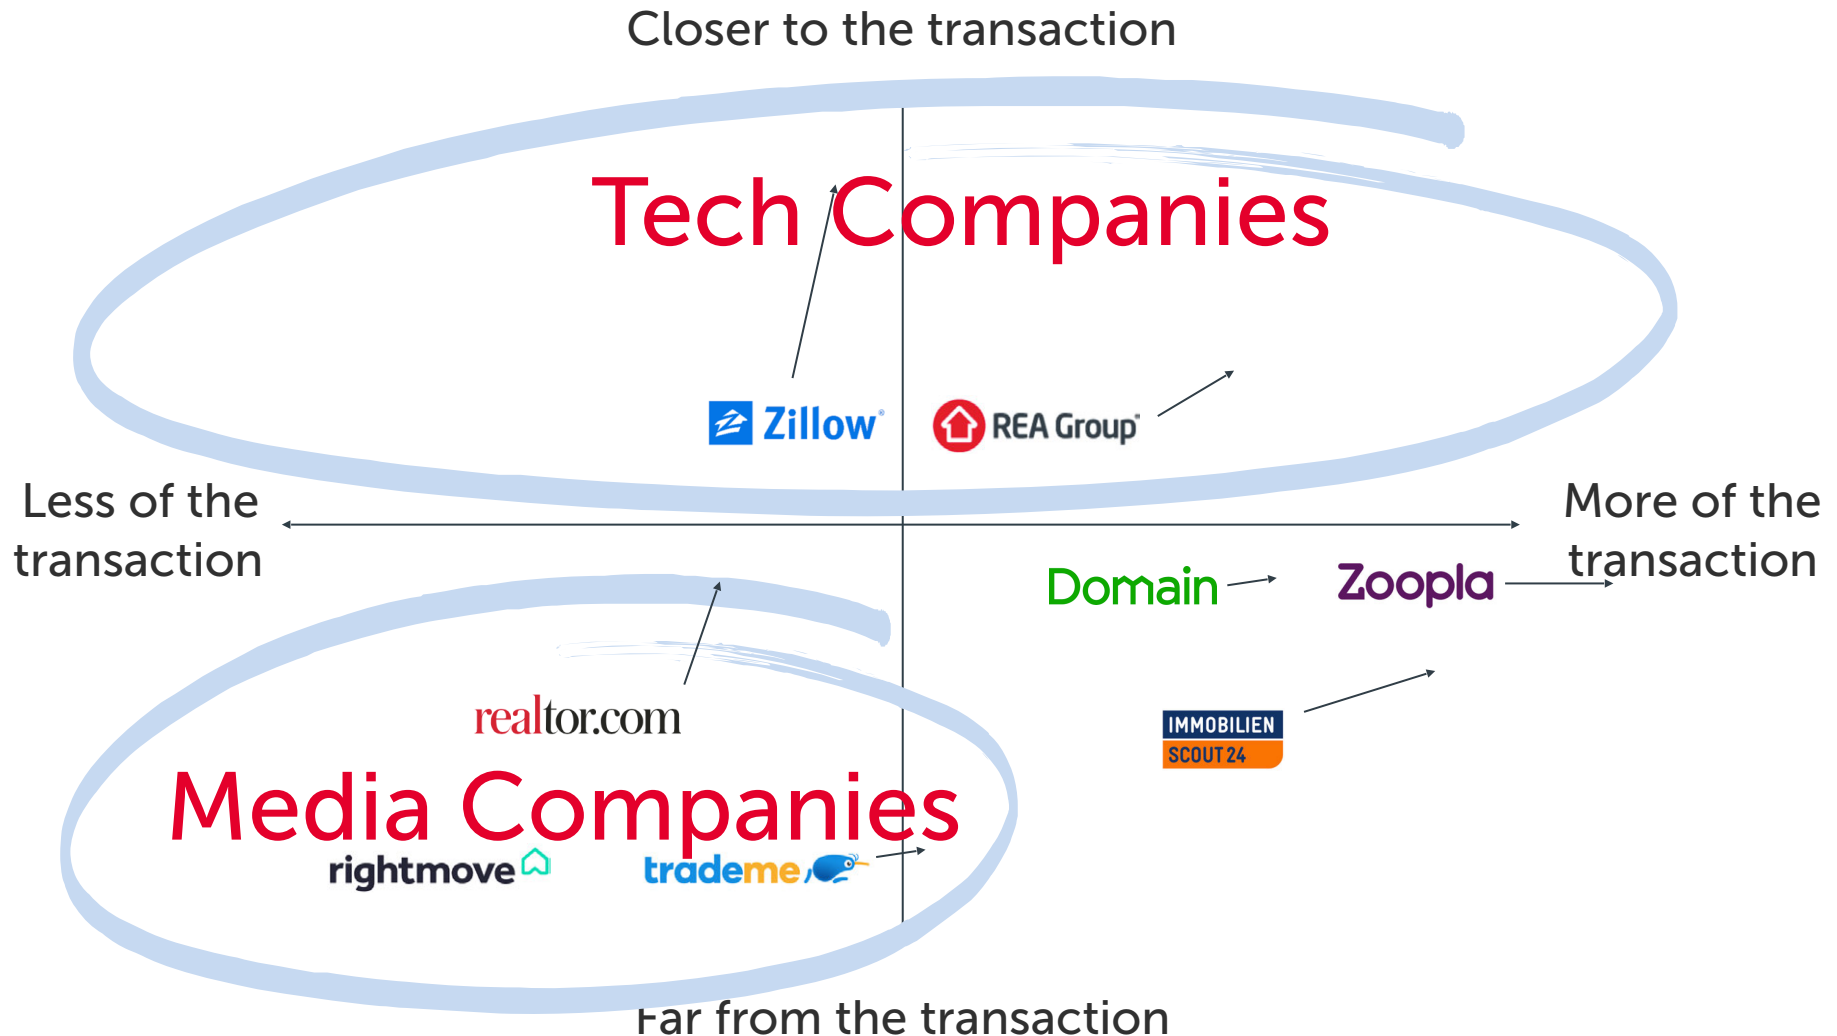 Closer to the transaction
Tech Companies
Zillow®
REA Group
Less of the
transaction
More of the
transaction
Domain
Zoopla
realtor.com
IMMOBILIEN
SCOUT 24
Media Companies
rightmove
trademe
Far from the transaction